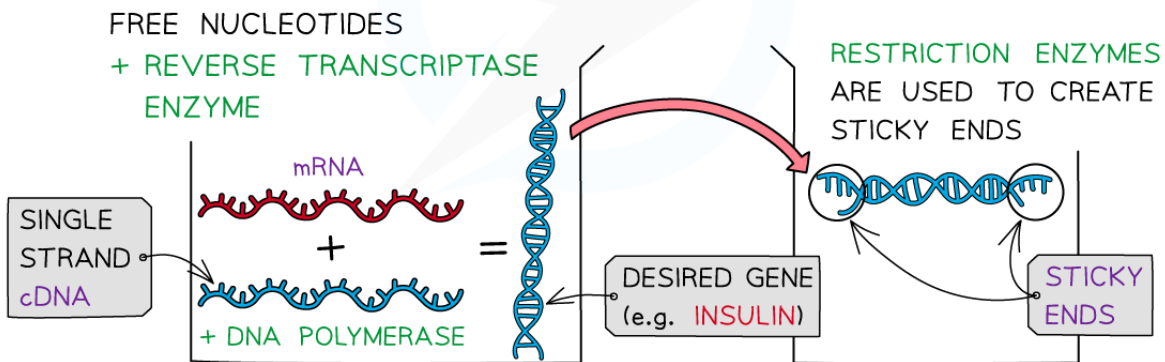 FREE NUCLEOTIDES
+ REVERSE TRANSCRIPTASE
ENZYME
mRNA
SINGLE
STRAND
cDNA
+
=
+ DNA POLYMERASE
DESIRED GENE
(e.g. INSULIN)
RESTRICTION ENZYMES
ARE USED TO CREATE
STICKY ENDS
STICKY
ENDS